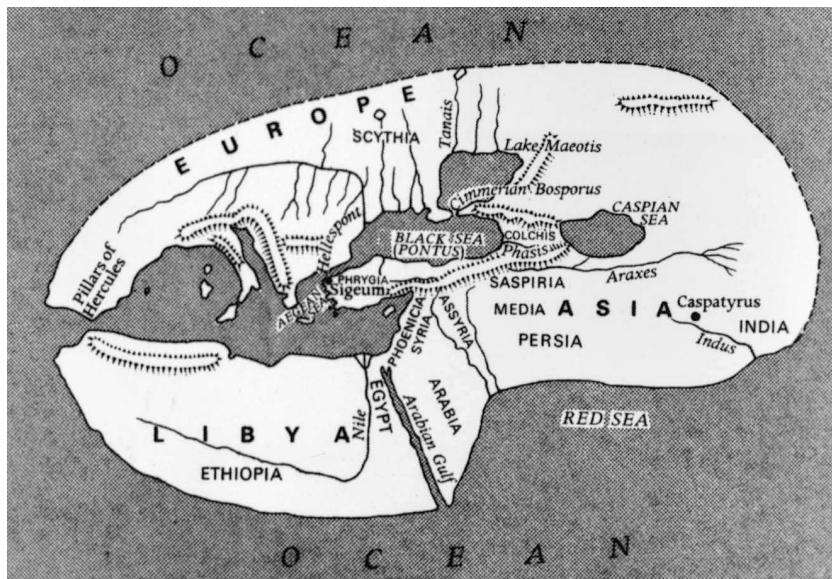 OCEAN
EUROPE
SCYTHIA
Tanais
Lake Maeotis
Cimmerian Bosporus
CASPIAN
SEA
Hellespont
BLACK SEA
(PONTUS)
COLCHIS
Phasis
Pillars of
Hercules
PHRYGIA
Sigeum
AEGEAN
SASPIRIA
Araxes
PHOENICIA
SYRIA
ASSYRIA
MEDIA
ASIA
Caspatyrus
PERSIA
Indus
INDIA
LIBYA
Nile
EGYPT
Arabian Gulf
ARABIA
RED SEA
ETHIOPIA
OCEAN